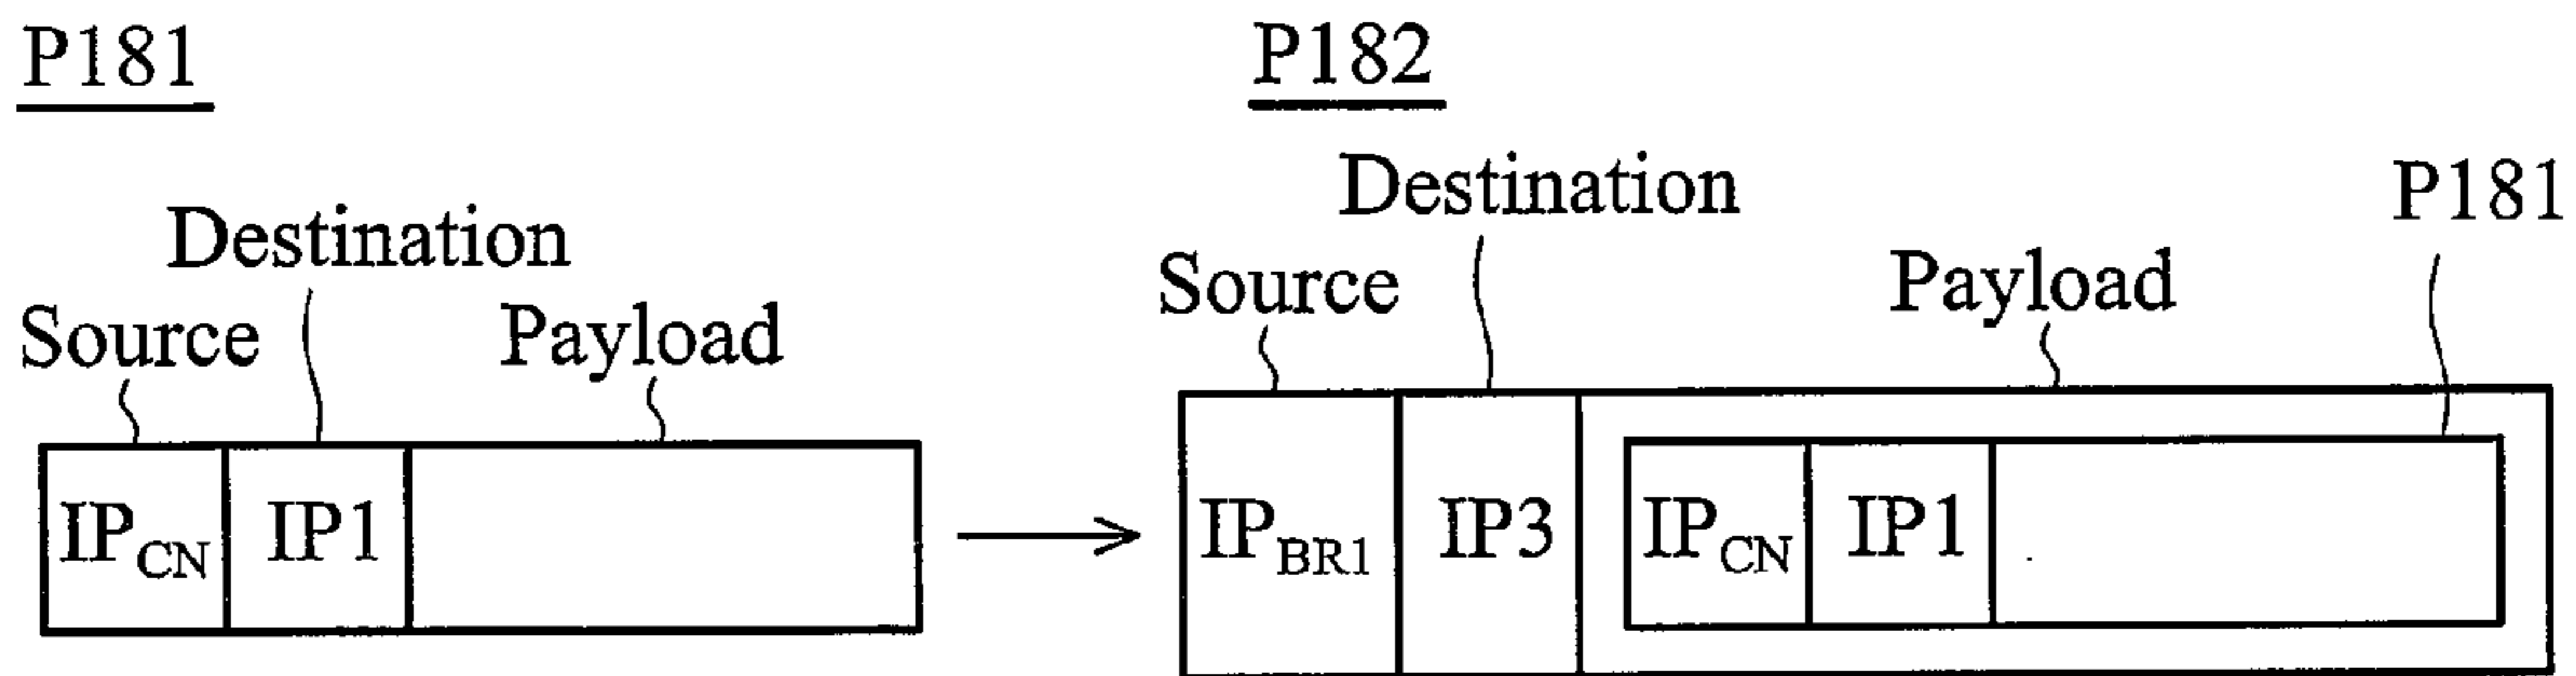 P181
Source
Destination
Payload
IPCN IP1
P182
Source
Destination
Payload
P181
IPBR1 IP3 IPCN IP1